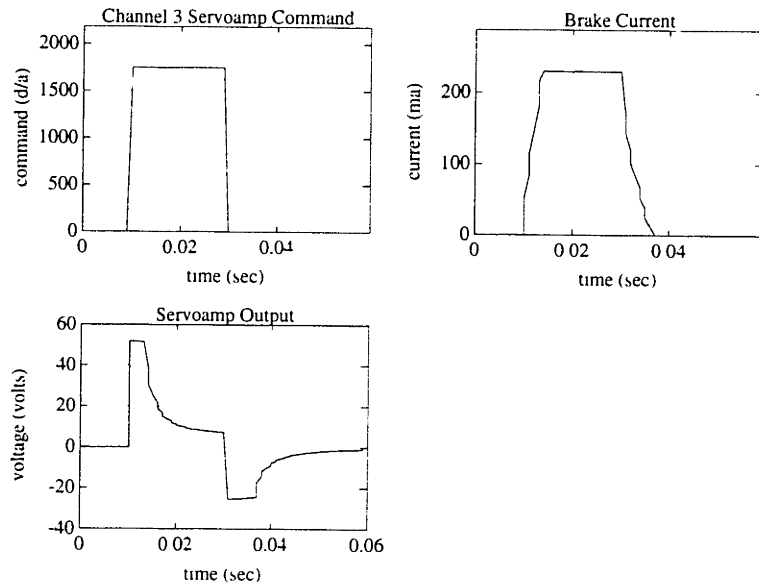 Channel 3 Servoamp Command
2000
1500
1000
500
0
command (d/a)
0
0.02
0.04
time (sec)
Brake Current
200
100
0
current (ma)
0
0 02
0 04
time (sec)
Servoamp Output
60
40
20
0
-20
-40
voltage (volts)
0
0 02
0.04
0.06
time (sec)